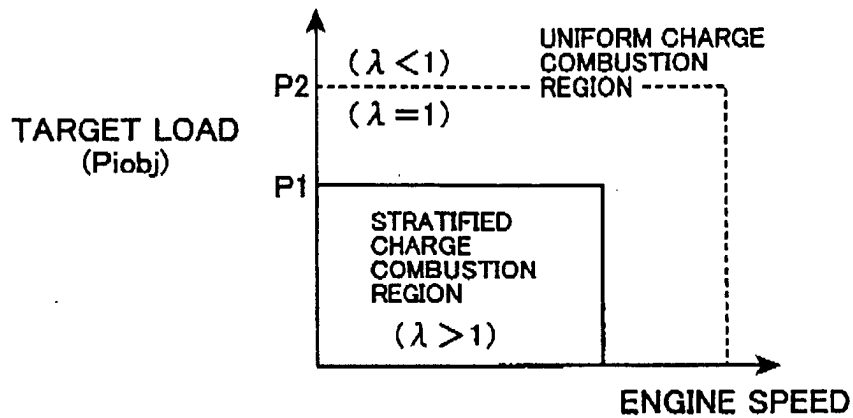 UNIFORM CHARGE
COMBUSTION
REGION
(λ<1)
P2
(λ=1)
TARGET LOAD
(Piobj)
P1
STRATIFIED
CHARGE
COMBUSTION
REGION
(λ>1)
ENGINE SPEED